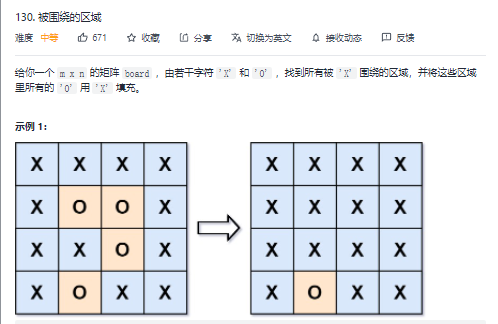 130. 被围绕的区域
难度 中等 671 收藏 分享 切换为英文 接收动态 反馈
给你一个 m x n 的矩阵 board ，由若干字符 'X' 和 'O' ，找到所有被 'X' 围绕的区域，并将这些区域
里所有的 'O' 用 'X' 填充。
示例 1：
X X X X X X X X
X O O X X X X X
X X O X X X X X
X O X X X O X X